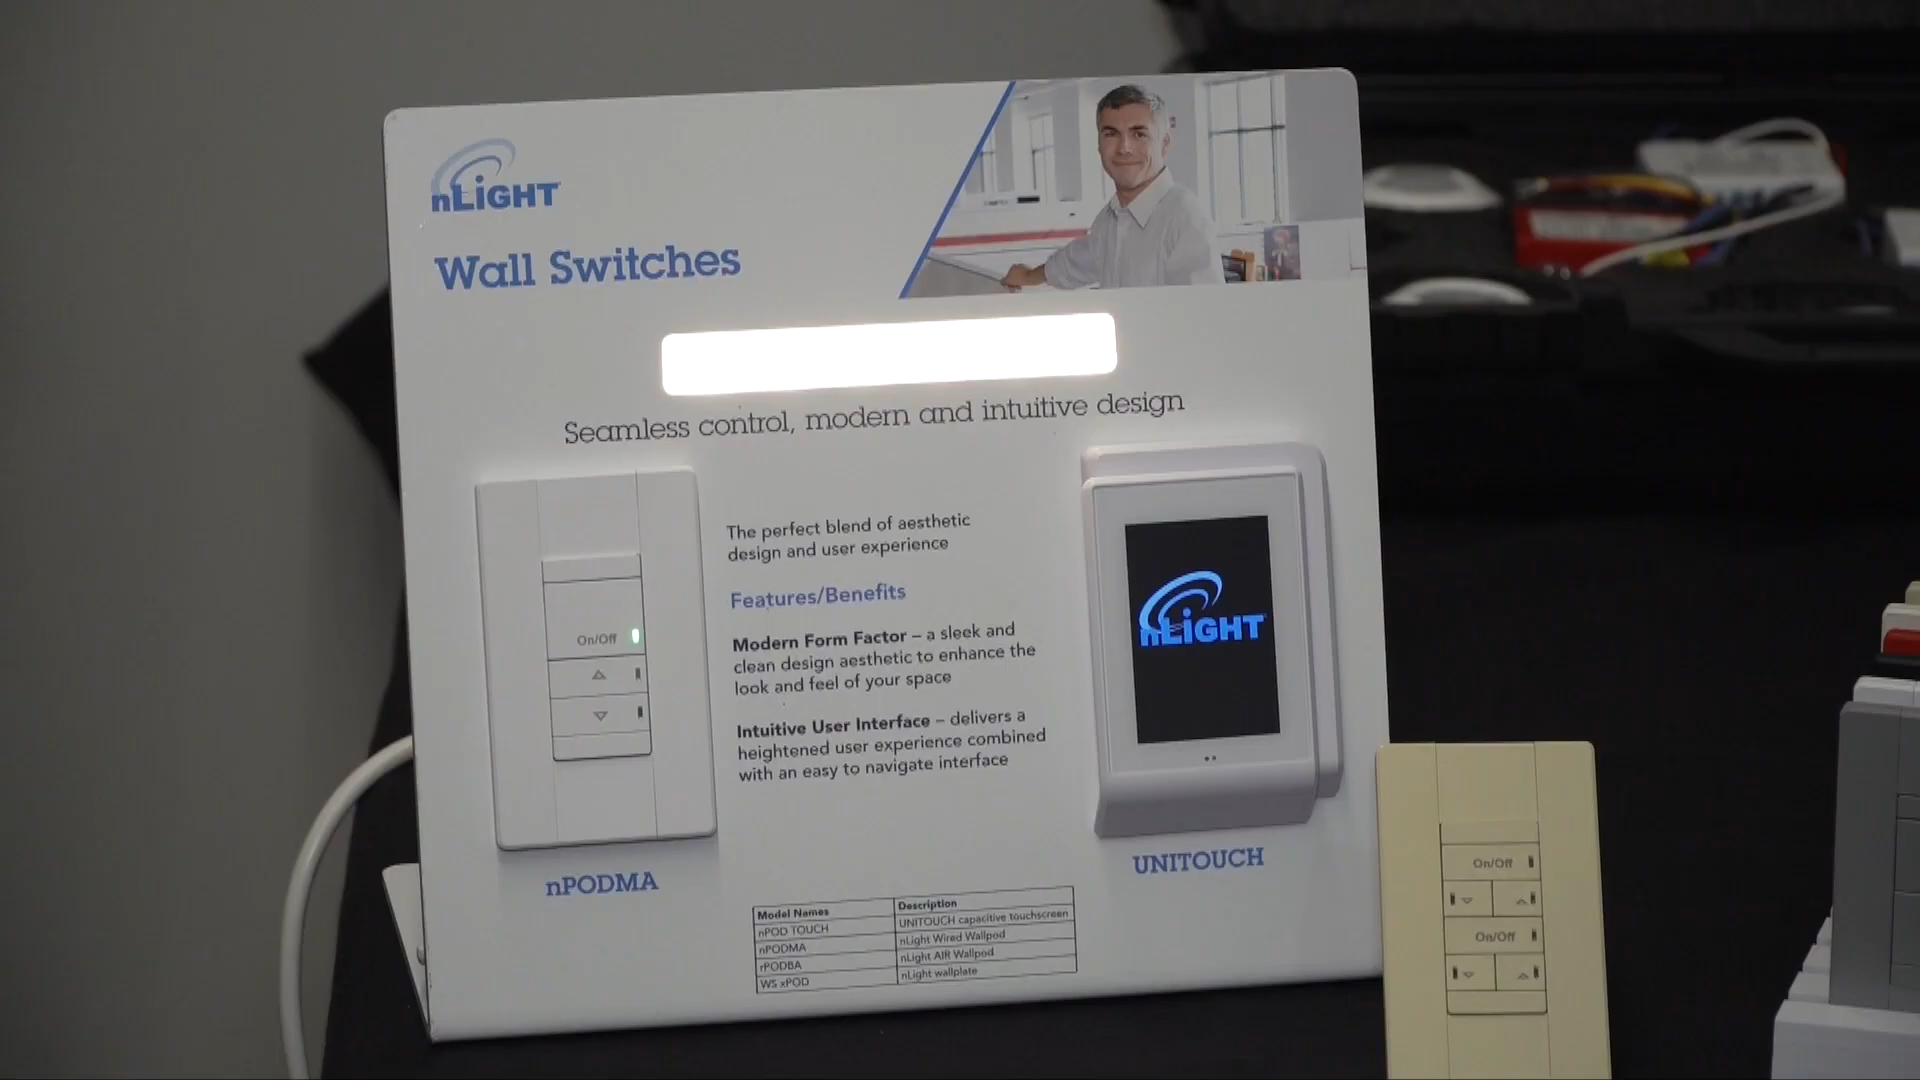 nLIGHT
Wall Switches
Seamless control, modern and intuitive design
The perfect blend of aesthetic
design and user experience
Features/Benefits
Modern Form Factor – a sleek and
clean design aesthetic to enhance the
look and feel of your space
Intuitive User Interface – delivers a
heightened user experience combined
with an easy to navigate interface
On/Off
nPODMA
nLIGHT
UNITOUCH
Model Names Description
nPOD TOUCH UNITOUCH capacitive touchscreen
nPODMA nLight Wired Wallpod
rPODBA nLight AIR Wallpod
WS xPOD nLight wallplate
On/Off
On/Off